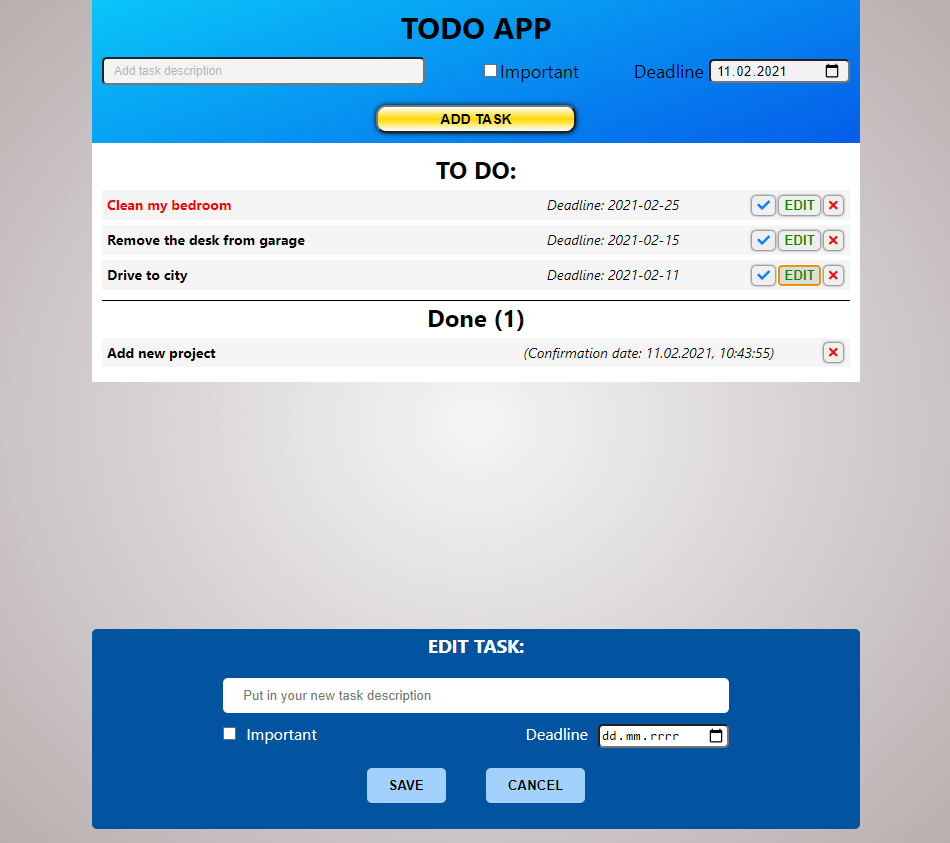 TODO APP
Add task description Important Deadline 11.02.2021
ADD TASK
TO DO:
Clean my bedroom Deadline: 2021-02-25 EDIT
Remove the desk from garage Deadline: 2021-02-15 EDIT
Drive to city Deadline: 2021-02-11 EDIT
Done (1)
Add new project (Confirmation date: 11.02.2021, 10:43:55)
EDIT TASK:
Put in your new task description
Important Deadline dd.mm.rrrr
SAVE CANCEL